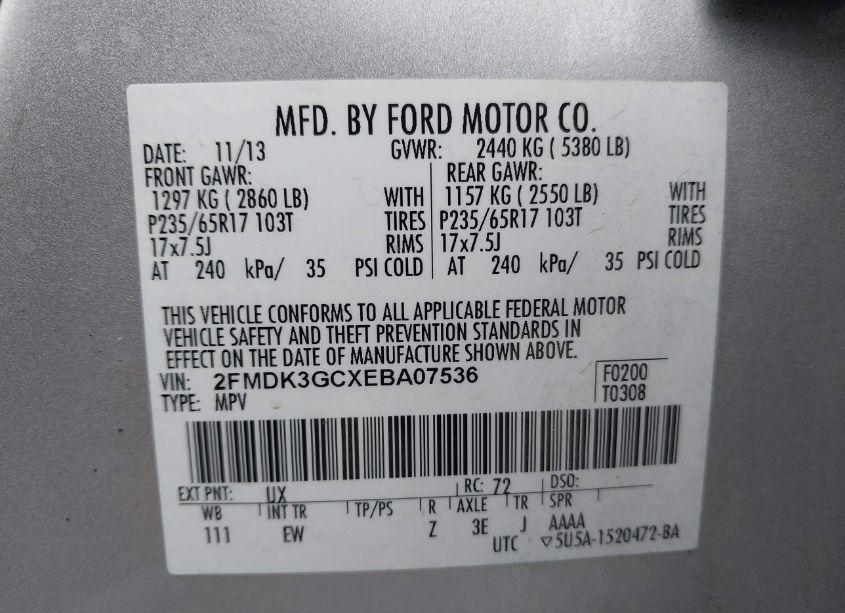 MFD. BY FORD MOTOR CO.
DATE: 11/13 GVWR: 2440 KG ( 5380 LB)
FRONT GAWR: REAR GAWR:
1297 KG ( 2860 LB) WITH 1157 KG ( 2550 LB) WITH
P235/65R17 103T TIRES P235/65R17 103T TIRES
17x7.5J RIMS 17x7.5J RIMS
AT 240 kPa/ 35 PSI COLD AT 240 kPa/ 35 PSI COLD
THIS VEHICLE CONFORMS TO ALL APPLICABLE FEDERAL MOTOR
VEHICLE SAFETY AND THEFT PREVENTION STANDARDS IN
EFFECT ON THE DATE OF MANUFACTURE SHOWN ABOVE.
VIN: 2FMDK3GCXEBA07536 F0200
TYPE: MPV T0308
EXT PNT: UX RC: 72 DSO:
WB INT TR TP/PS R AXLE TR SPR
111 EW Z 3E J AAAA
UTC ▽5U5A-1520472-BA